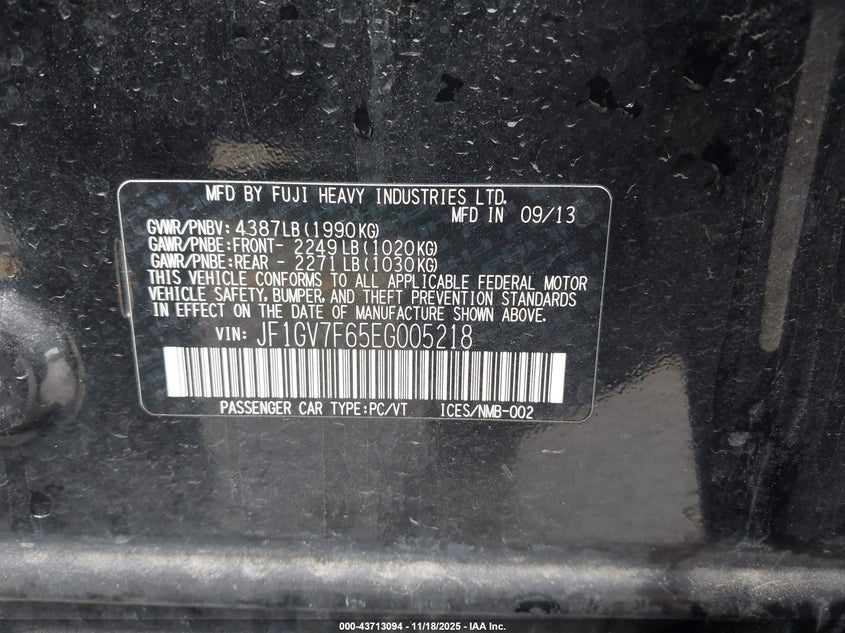 MFD BY FUJI HEAVY INDUSTRIES LTD.
MFD IN 09/13
GVWR/PNBV: 4387LB(1990KG)
GAWR/PNBE:FRONT- 2249LB(1020KG)
GAWR/PNBE:REAR - 2271LB(1030KG)
THIS VEHICLE CONFORMS TO ALL APPLICABLE FEDERAL MOTOR
VEHICLE SAFETY, BUMPER, AND THEFT PREVENTION STANDARDS
IN EFFECT ON THE DATE OF MANUFACTURE SHOWN ABOVE.
VIN: JF1GV7F65EG005218
PASSENGER CAR TYPE:PC/VT ICES/NMB-002
000-43713094 - 11/18/2025 - IAA Inc.